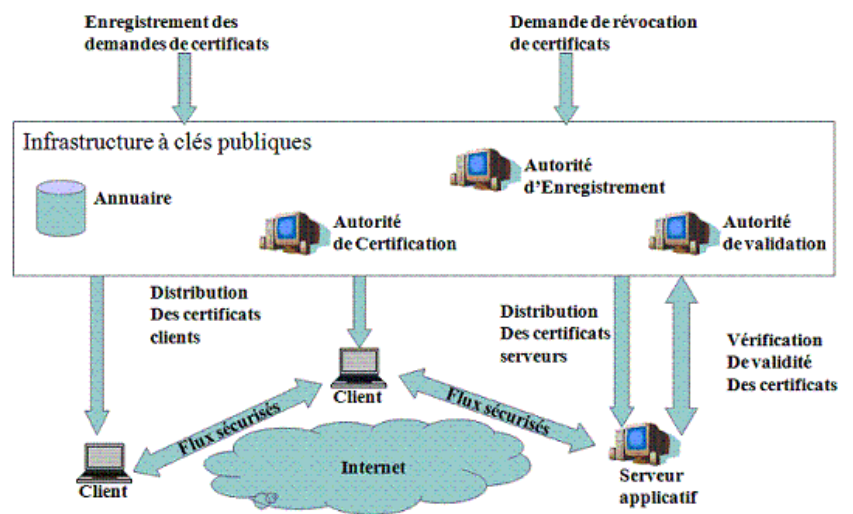 Enregistrement des
demandes de certificats
Demande de révocation
de certificats
Infrastructure à clés publiques
Annuaire
Autorité
de Certification
Autorité
d'Enregistrement
Autorité
de validation
Distribution
Des certificats
clients
Distribution
Des certificats
serveurs
Vérification
De validité
Des certificats
Client
Flux sécurisés
Flux sécurisés
Internet
Client
Serveur
applicatif